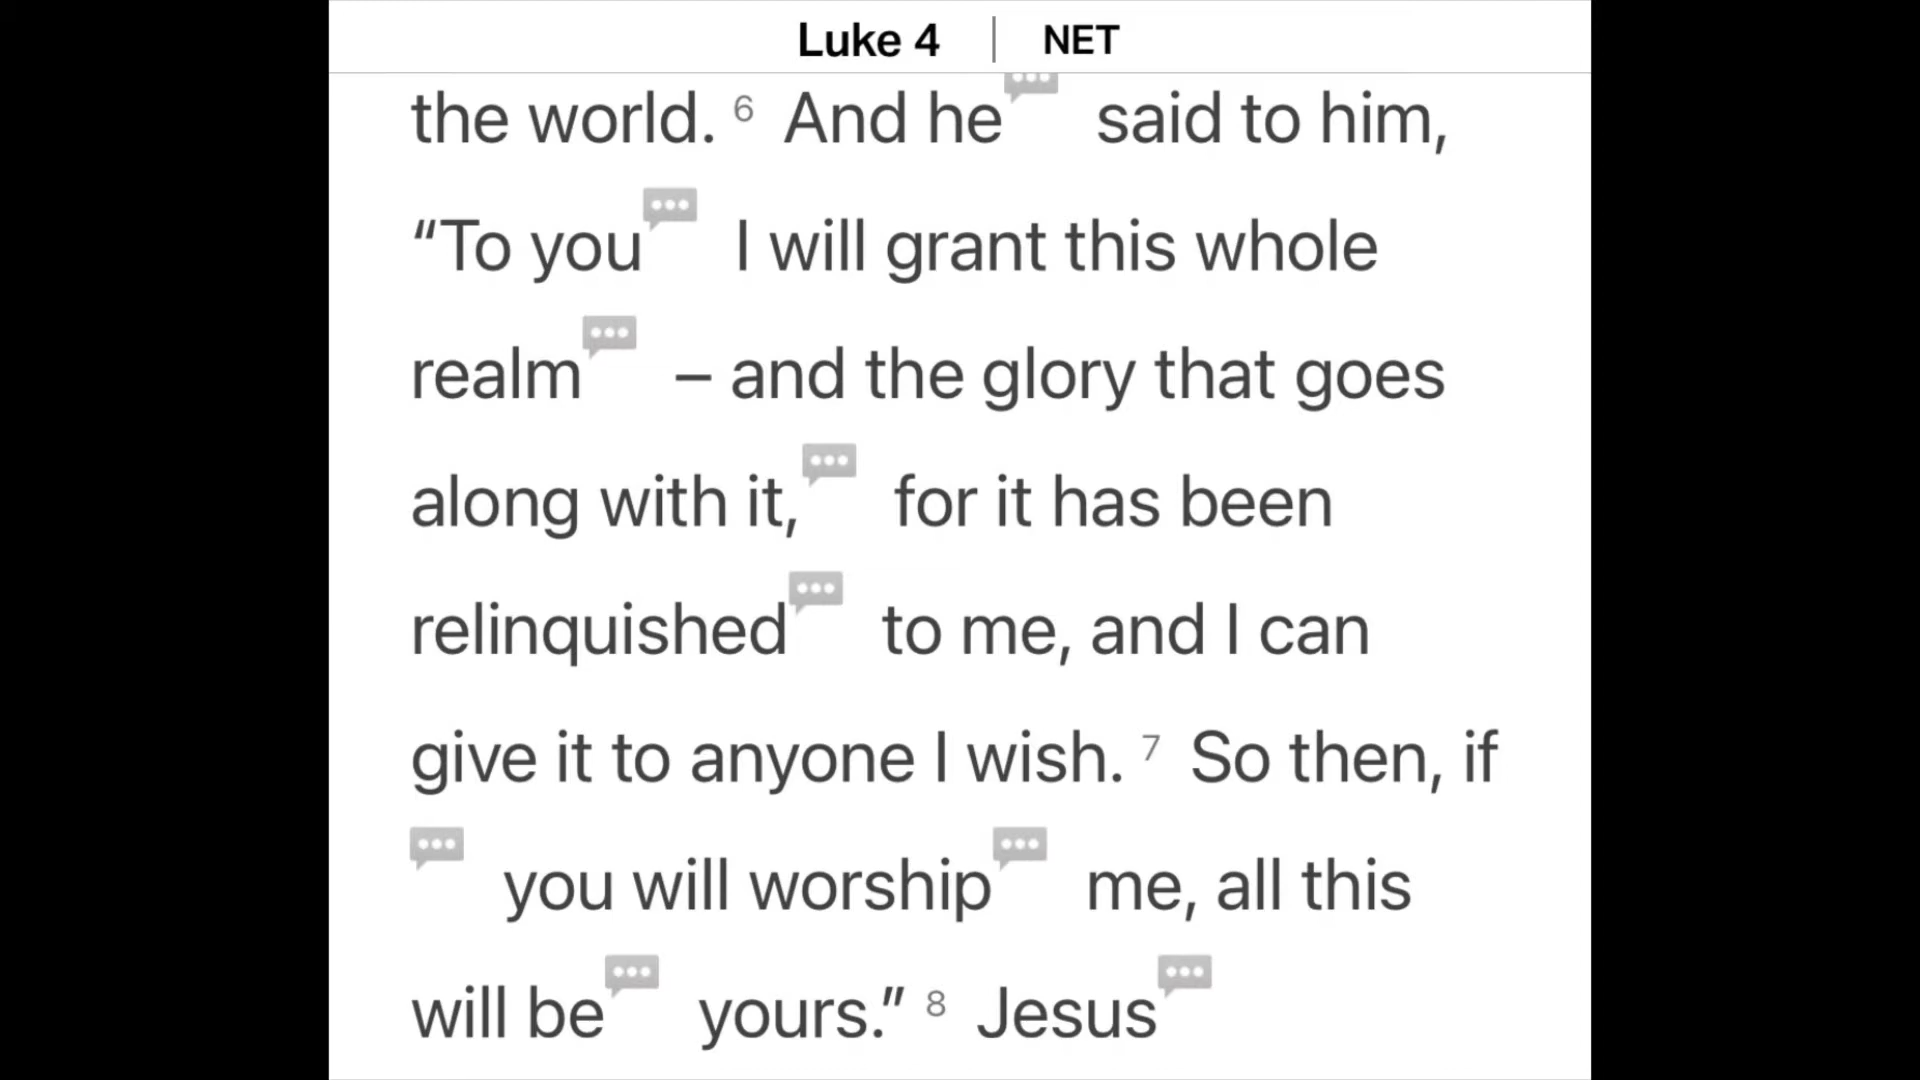 Luke 4 | NET
the world. 6 And he said to him,
“To you I will grant this whole
realm – and the glory that goes
along with it, for it has been
relinquished to me, and I can
give it to anyone I wish. 7 So then, if
you will worship me, all this
will be yours.” 8 Jesus